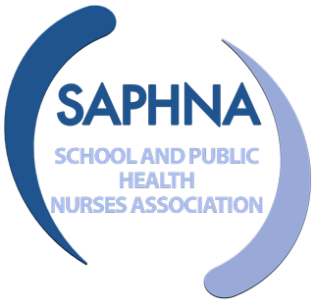 SAPHNA
SCHOOL AND PUBLIC
HEALTH
NURSES ASSOCIATION